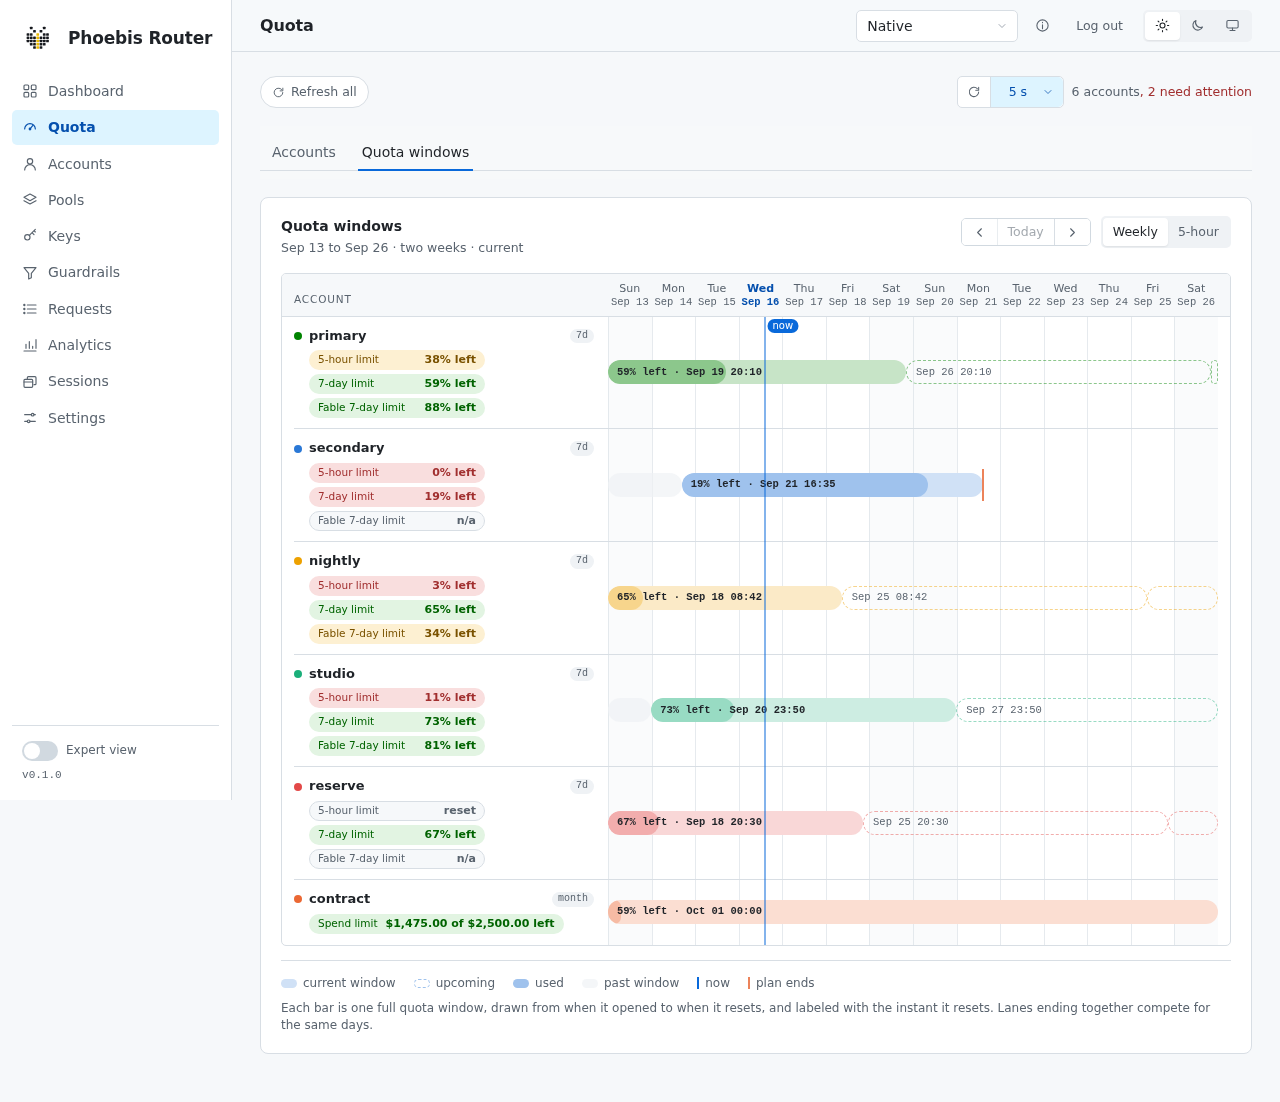 Phoebis Router
Quota
Native
Log out
Dashboard
Quota
Accounts
Pools
Keys
Guardrails
Requests
Analytics
Sessions
Settings
Expert view
v0.1.0
Refresh all
5 s
6 accounts, 2 need attention
Accounts
Quota windows
Quota windows
Sep 13 to Sep 26 · two weeks · current
Today
Weekly
5-hour
ACCOUNT
Sun Mon Tue Wed Thu Fri Sat Sun Mon Tue Wed Thu Fri Sat
Sep 13 Sep 14 Sep 15 Sep 16 Sep 17 Sep 18 Sep 19 Sep 20 Sep 21 Sep 22 Sep 23 Sep 24 Sep 25 Sep 26
now
primary 7d
5-hour limit 38% left
7-day limit 59% left
Fable 7-day limit 88% left
59% left · Sep 19 20:10
Sep 26 20:10
secondary 7d
5-hour limit 0% left
7-day limit 19% left
Fable 7-day limit n/a
19% left · Sep 21 16:35
nightly 7d
5-hour limit 3% left
7-day limit 65% left
Fable 7-day limit 34% left
65% left · Sep 18 08:42
Sep 25 08:42
studio 7d
5-hour limit 11% left
7-day limit 73% left
Fable 7-day limit 81% left
73% left · Sep 20 23:50
Sep 27 23:50
reserve 7d
5-hour limit reset
7-day limit 67% left
Fable 7-day limit n/a
67% left · Sep 18 20:30
Sep 25 20:30
contract month
Spend limit $1,475.00 of $2,500.00 left
59% left · Oct 01 00:00
current window
upcoming
used
past window
now
plan ends
Each bar is one full quota window, drawn from when it opened to when it resets, and labeled with the instant it resets. Lanes ending together compete for
the same days.